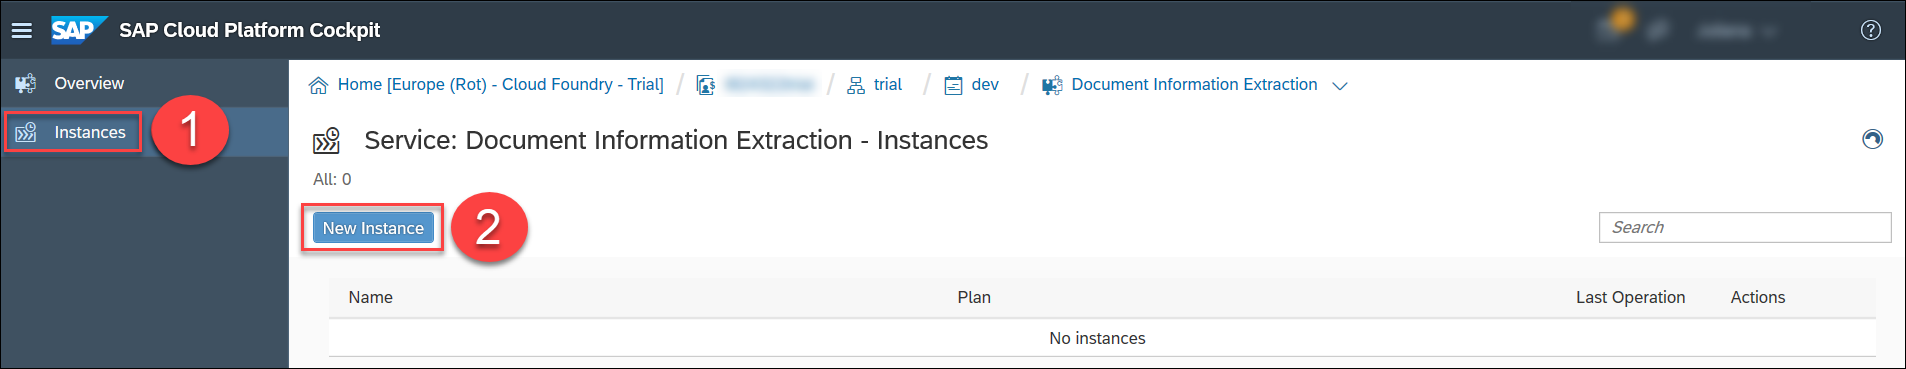 SAP SAP Cloud Platform Cockpit
Overview
Instances
1
Home [Europe (Rot) - Cloud Foundry - Trial] / / trial / dev / Document Information Extraction
Service: Document Information Extraction - Instances
All: 0
New Instance
2
Search
Name Plan Last Operation Actions
No instances